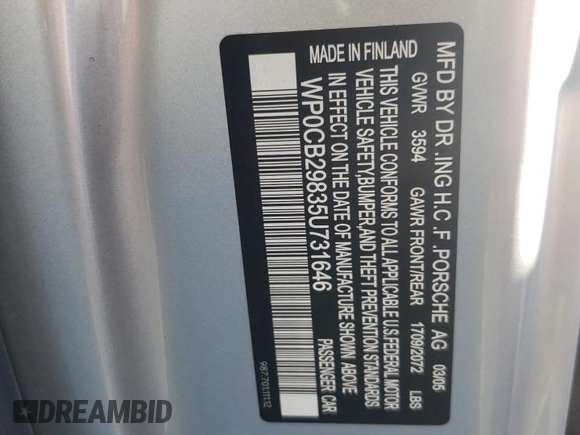 MFD BY DR .ING H.C .F .PORSCHE AG 03/05
GVWR 3594 GAWR FRONT/REAR 1709/2072 LBS
THIS VEHICLE CONFORMS TO ALL APPLICABLE U.S.FEDERAL MOTOR
VEHICLE SAFETY,BUMPER,AND THEFT PREVENTION STANDARDS
IN EFFECT ON THE DATE OF MANUFACTURE SHOWN ABOVE
WP0CB29835U731646 PASSENGER CAR
MADE IN FINLAND
DREAMBID